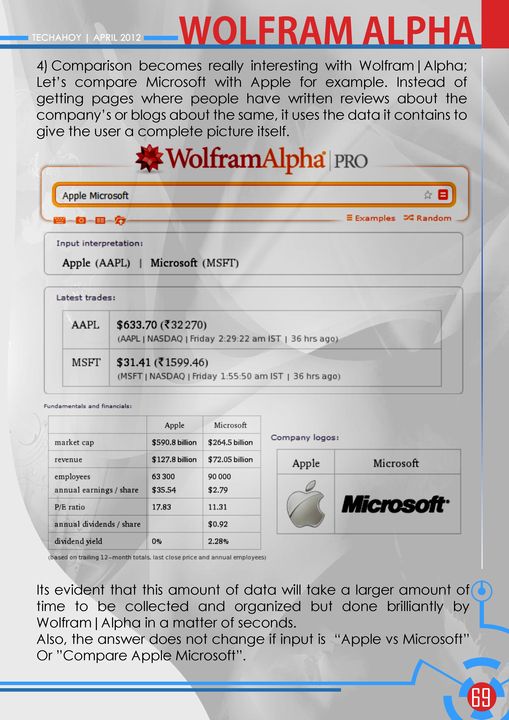 TECHAHOY | APRIL 2012
WOLFRAM ALPHA
4) Comparison becomes really interesting with Wolfram|Alpha;
Let's compare Microsoft with Apple for example. Instead of
getting pages where people have written reviews about the
company's or blogs about the same, it uses the data it contains to
give the user a complete picture itself.
WolframAlpha® | PRO
Apple Microsoft
Examples Random
Input interpretation:
Apple (AAPL) | Microsoft (MSFT)
Latest trades:
AAPL $633.70 (₹32270)
(AAPL | NASDAQ | Friday 2:29:22 am IST | 36 hrs ago)
MSFT $31.41 (₹1599.46)
(MSFT | NASDAQ | Friday 1:55:50 am IST | 36 hrs ago)
Fundamentals and financials:
Apple Microsoft
market cap $590.8 billion $264.5 billion
revenue $127.8 billion $72.05 billion
employees 63300 90000
annual earnings / share $35.54 $2.79
P/E ratio 17.83 11.31
annual dividends / share $0.92
dividend yield 0% 2.28%
(based on trailing 12-month totals, last close price and annual employees)
Company logos:
Apple Microsoft
Microsoft®
Its evident that this amount of data will take a larger amount of
time to be collected and organized but done brilliantly by
Wolfram|Alpha in a matter of seconds.
Also, the answer does not change if input is "Apple vs Microsoft"
Or "Compare Apple Microsoft".
69